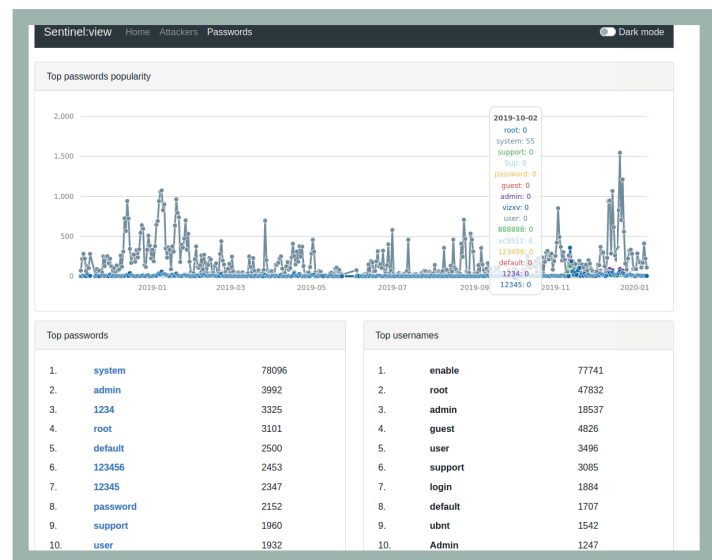 Sentinel:view Home Attackers Passwords Dark mode
Top passwords popularity
2,000
1,500
1,000
500
0
2019-01 2019-03 2019-05 2019-07 2019-09 2019-11 2020-01
2019-10-02
root: 0
system: 55
support: 0
5up: 0
password: 0
guest: 0
admin: 0
vizxv: 0
user: 0
888888: 0
xc3511: 0
123456: 0
default: 0
1234: 0
12345: 0
Top passwords
1. system 78096
2. admin 3992
3. 1234 3325
4. root 3101
5. default 2500
6. 123456 2453
7. 12345 2347
8. password 2152
9. support 1960
10. user 1932
Top usernames
1. enable 77741
2. root 47832
3. admin 18537
4. guest 4826
5. user 3496
6. support 3085
7. login 1884
8. default 1707
9. ubnt 1542
10. Admin 1247